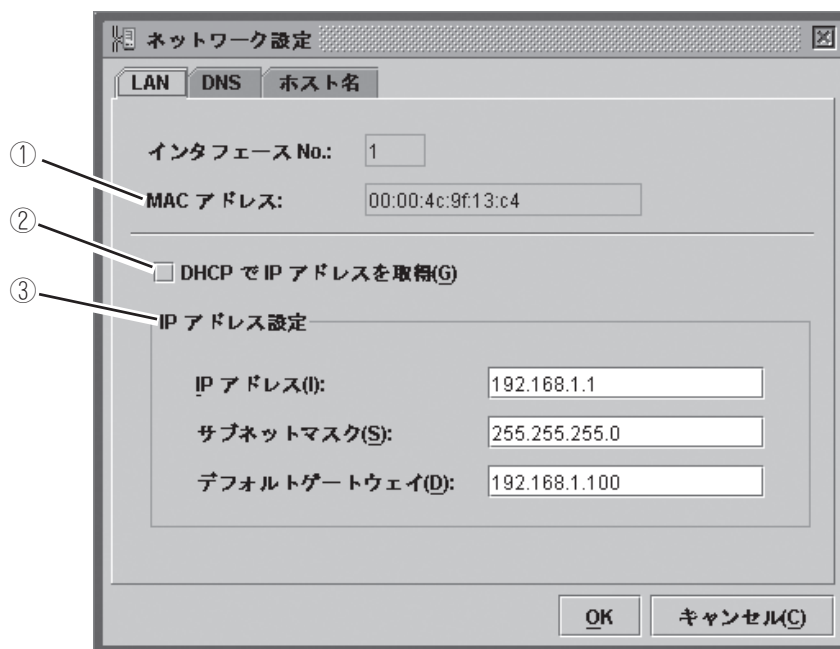 ネットワーク設定
LAN DNS ホスト名
インタフェース No.: 1
① MAC アドレス: 00:00:4c:9f:13:c4
② DHCP で IP アドレスを取得(G)
③ IP アドレス設定
IP アドレス(I): 192.168.1.1
サブネットマスク(S): 255.255.255.0
デフォルトゲートウェイ(D): 192.168.1.100
OK キャンセル(C)